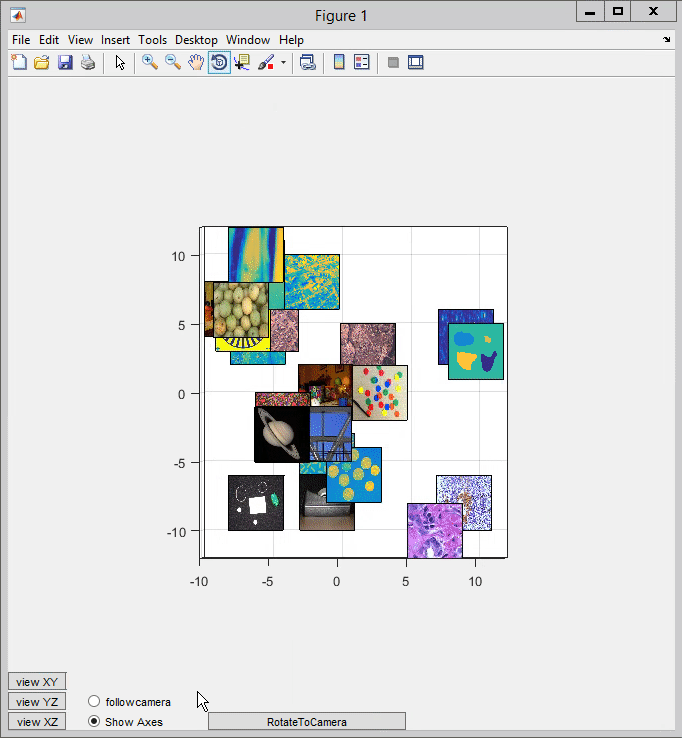 Figure 1
File Edit View Insert Tools Desktop Window Help
10
5
0
-5
-10
-10 -5 0 5 10
view XY
view YZ followcamera
view XZ Show Axes RotateToCamera